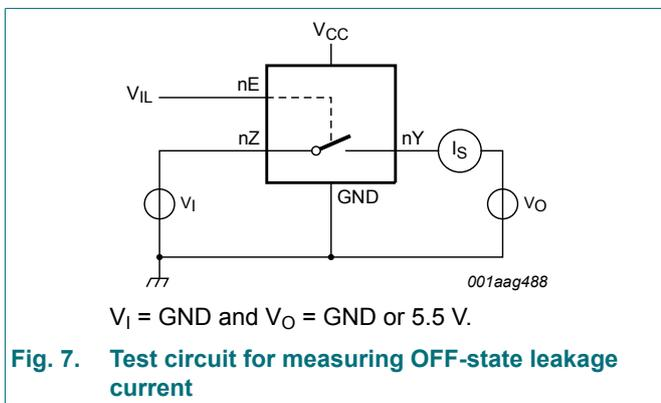 VCC
nE
VIL
nZ
nY
IS
GND
VI
VO
001aag488
VI = GND and VO = GND or 5.5 V.
Fig. 7. Test circuit for measuring OFF-state leakage
current